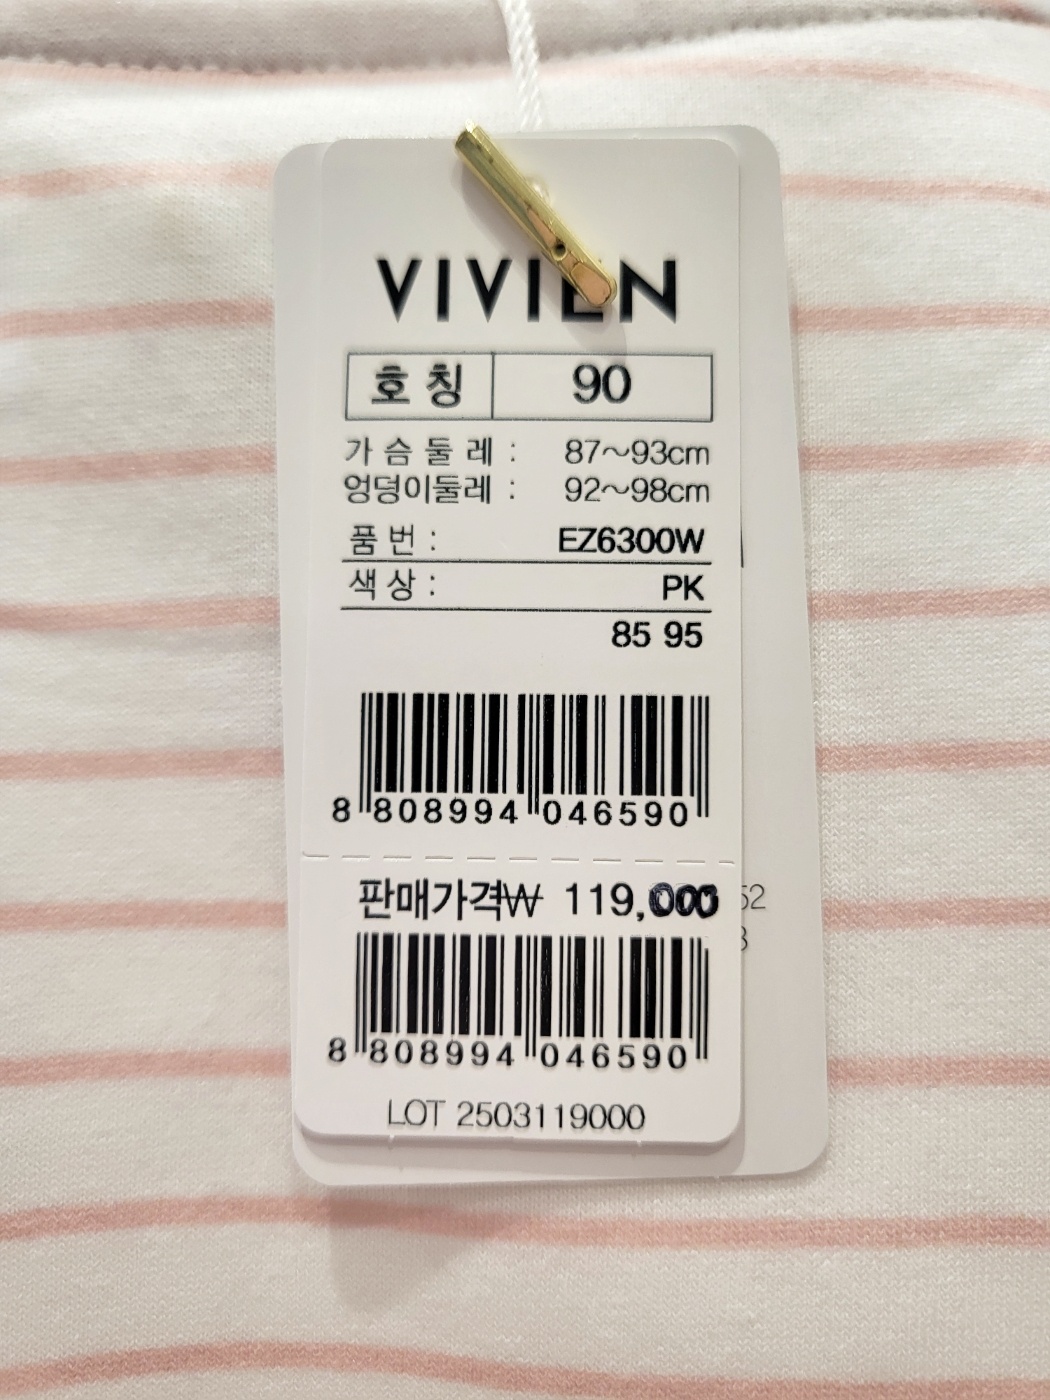 VIVIEN
호칭 90
가슴둘레 : 87～93cm
엉덩이둘레 : 92～98cm
품번 : EZ6300W
색상 : PK
85 95
8 808994 046590
판매가격₩ 119,000
8 808994 046590
LOT 2503119000
52